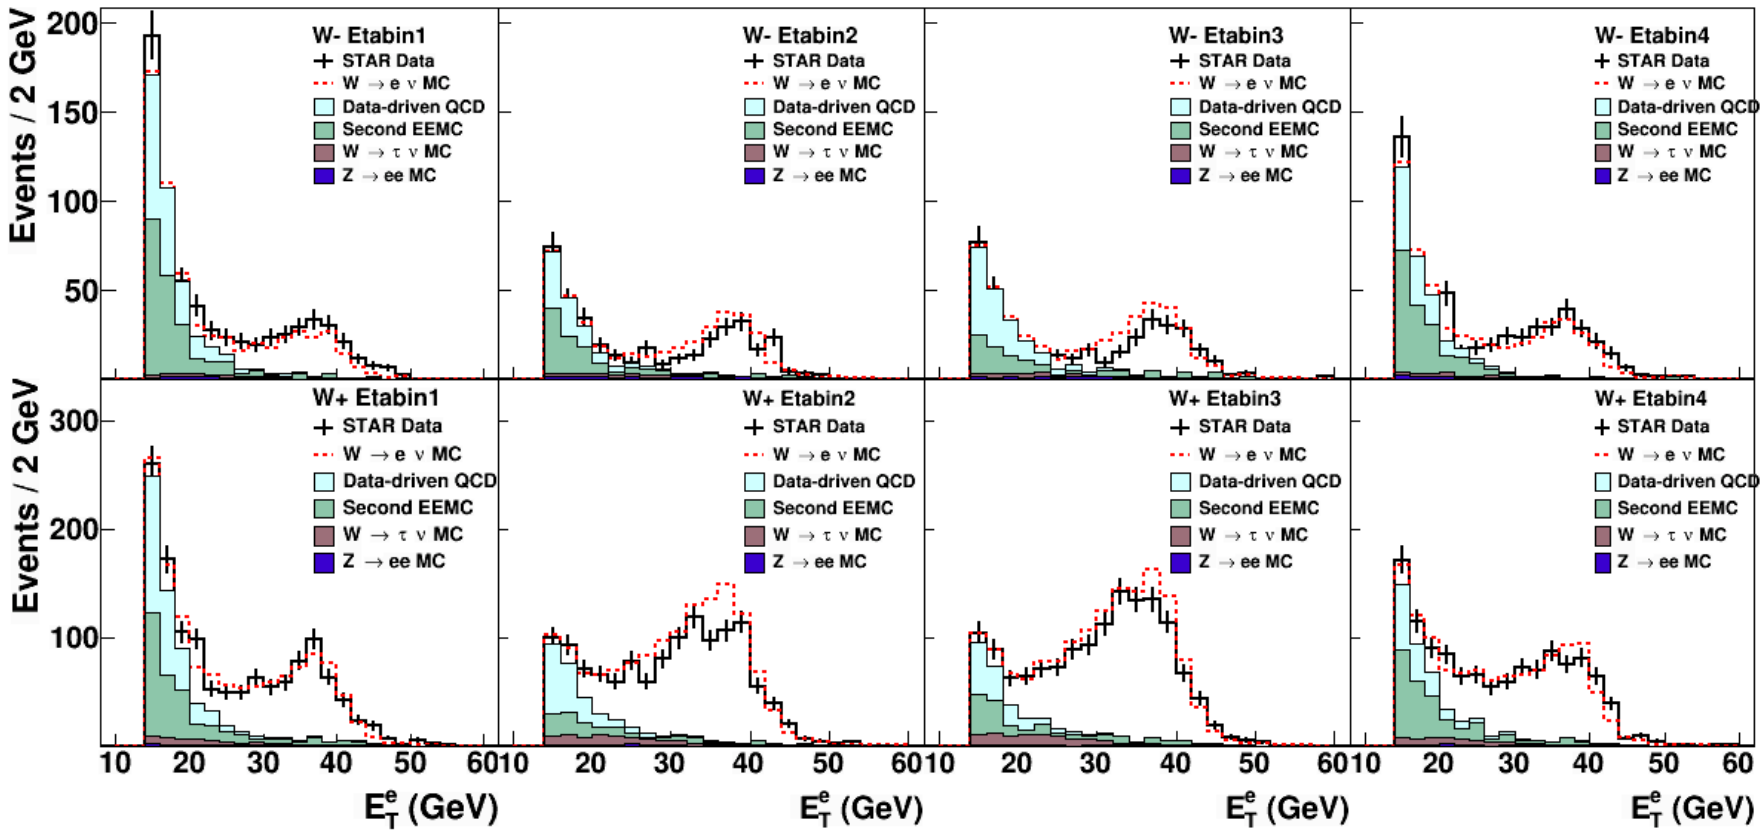 Events / 2 GeV
200
150
100
50
W- Etabin1
STAR Data
W → e ν MC
Data-driven QCD
Second EEMC
W → τ ν MC
Z → ee MC
W- Etabin2
STAR Data
W → e ν MC
Data-driven QCD
Second EEMC
W → τ ν MC
Z → ee MC
W- Etabin3
STAR Data
W → e ν MC
Data-driven QCD
Second EEMC
W → τ ν MC
Z → ee MC
W- Etabin4
STAR Data
W → e ν MC
Data-driven QCD
Second EEMC
W → τ ν MC
Z → ee MC
Events / 2 GeV
300
200
100
W+ Etabin1
STAR Data
W → e ν MC
Data-driven QCD
Second EEMC
W → τ ν MC
Z → ee MC
W+ Etabin2
STAR Data
W → e ν MC
Data-driven QCD
Second EEMC
W → τ ν MC
Z → ee MC
W+ Etabin3
STAR Data
W → e ν MC
Data-driven QCD
Second EEMC
W → τ ν MC
Z → ee MC
W+ Etabin4
STAR Data
W → e ν MC
Data-driven QCD
Second EEMC
W → τ ν MC
Z → ee MC
10 20 30 40 50 60 20 30 40 50 60 10 20 30 40 50 60 10 20 30 40 50 60
E_T^e (GeV)
E_T^e (GeV)
E_T^e (GeV)
E_T^e (GeV)